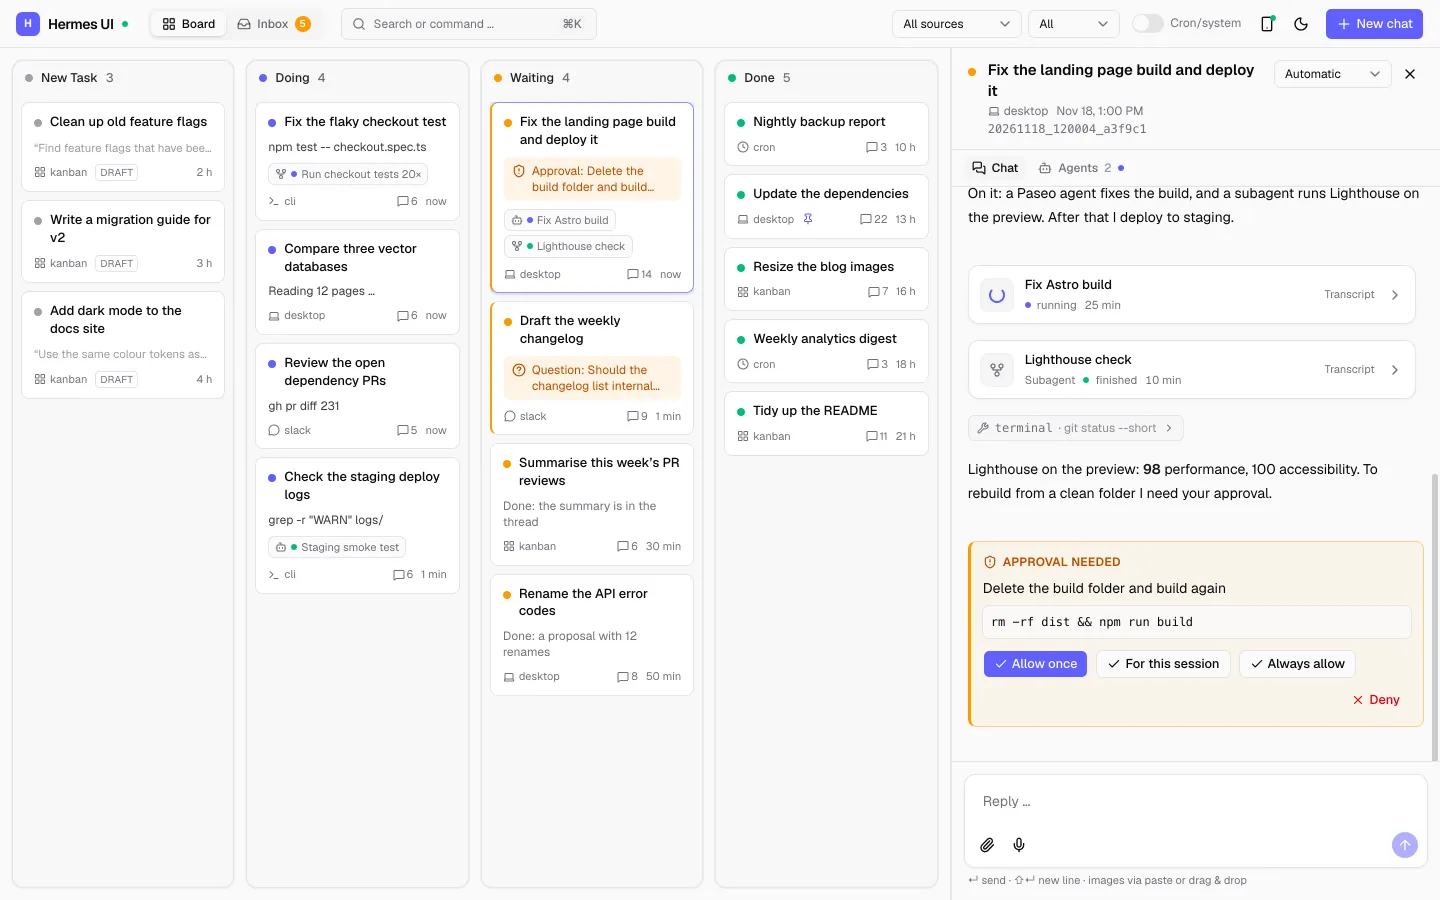 H Hermes UI Board Inbox 5 Search or command … ⌘K All sources All Cron/system New chat
New Task 3
Clean up old feature flags
“Find feature flags that have bee…
kanban DRAFT 2 h
Write a migration guide for
v2
kanban DRAFT 3 h
Add dark mode to the
docs site
“Use the same colour tokens as…
kanban DRAFT 4 h
Doing 4
Fix the flaky checkout test
npm test -- checkout.spec.ts
Run checkout tests 20×
cli 6 now
Compare three vector
databases
Reading 12 pages …
desktop 6 now
Review the open
dependency PRs
gh pr diff 231
slack 5 now
Check the staging deploy
logs
grep -r "WARN" logs/
Staging smoke test
cli 6 1 min
Waiting 4
Fix the landing page build
and deploy it
Approval: Delete the
build folder and build…
Fix Astro build
Lighthouse check
desktop 14 now
Draft the weekly
changelog
Question: Should the
changelog list internal…
slack 9 1 min
Summarise this week’s PR
reviews
Done: the summary is in the
thread
kanban 6 30 min
Rename the API error
codes
Done: a proposal with 12
renames
desktop 8 50 min
Done 5
Nightly backup report
cron 3 10 h
Update the dependencies
desktop 22 13 h
Resize the blog images
kanban 7 16 h
Weekly analytics digest
cron 3 18 h
Tidy up the README
kanban 11 21 h
Fix the landing page build and deploy
it
Automatic
desktop Nov 18, 1:00 PM
20261118_120004_a3f9c1
Chat Agents 2
On it: a Paseo agent fixes the build, and a subagent runs Lighthouse on
the preview. After that I deploy to staging.
Fix Astro build
running 25 min
Transcript
Lighthouse check
Subagent finished 10 min
Transcript
terminal · git status --short
Lighthouse on the preview: 98 performance, 100 accessibility. To
rebuild from a clean folder I need your approval.
APPROVAL NEEDED
Delete the build folder and build again
rm -rf dist && npm run build
Allow once For this session Always allow
Deny
Reply …
↵ send · ⇧↵ new line · images via paste or drag & drop